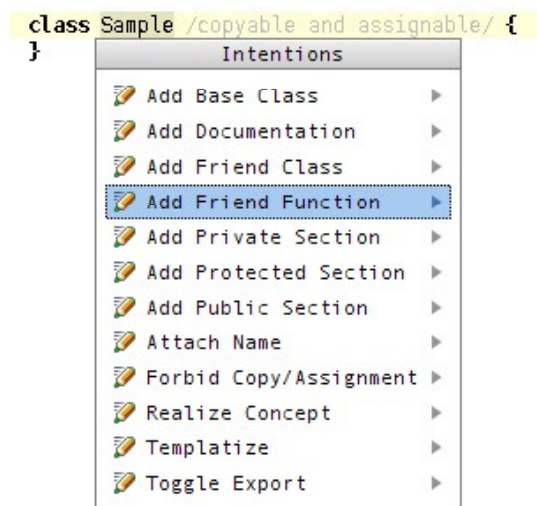 class Sample /copyable and assignable/ {
}
Intentions
Add Base Class
Add Documentation
Add Friend Class
Add Friend Function
Add Private Section
Add Protected Section
Add Public Section
Attach Name
Forbid Copy/Assignment
Realize Concept
Templatize
Toggle Export